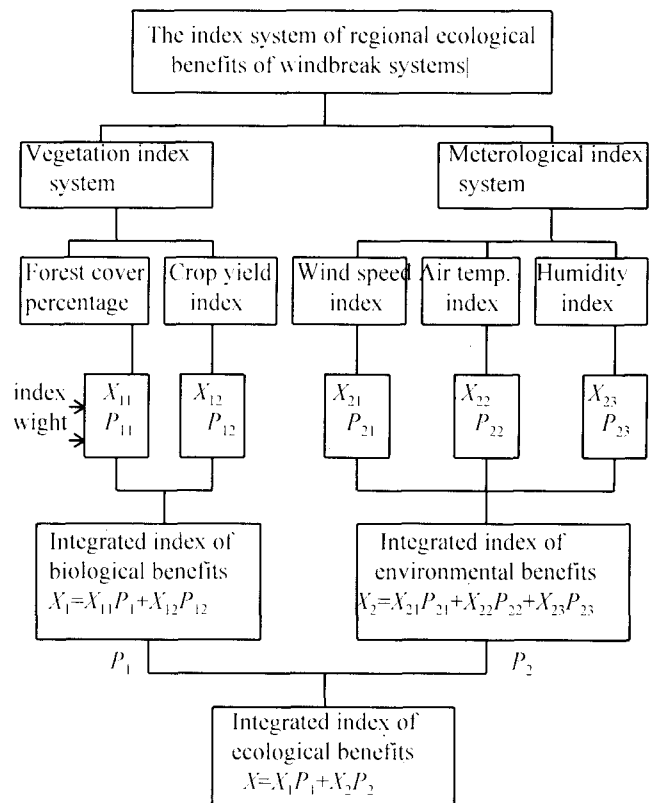 The index system of regional ecological
benefits of windbreak systems|
Vegetation index
system
Meterological index
system
Forest cover
percentage
Crop yield
index
Wind speed
index
Air temp.
index
Humidity
index
index
wight
X₁₁
P₁₁
X₁₂
P₁₂
X₂₁
P₂₁
X₂₂
P₂₂
X₂₃
P₂₃
Integrated index of
biological benefits
X₁=X₁₁P₁+X₁₂P₁₂
Integrated index of
environmental benefits
X₂=X₂₁P₂₁+X₂₂P₂₂+X₂₃P₂₃
P₁
P₂
Integrated index of
ecological benefits
X=X₁P₁+X₂P₂